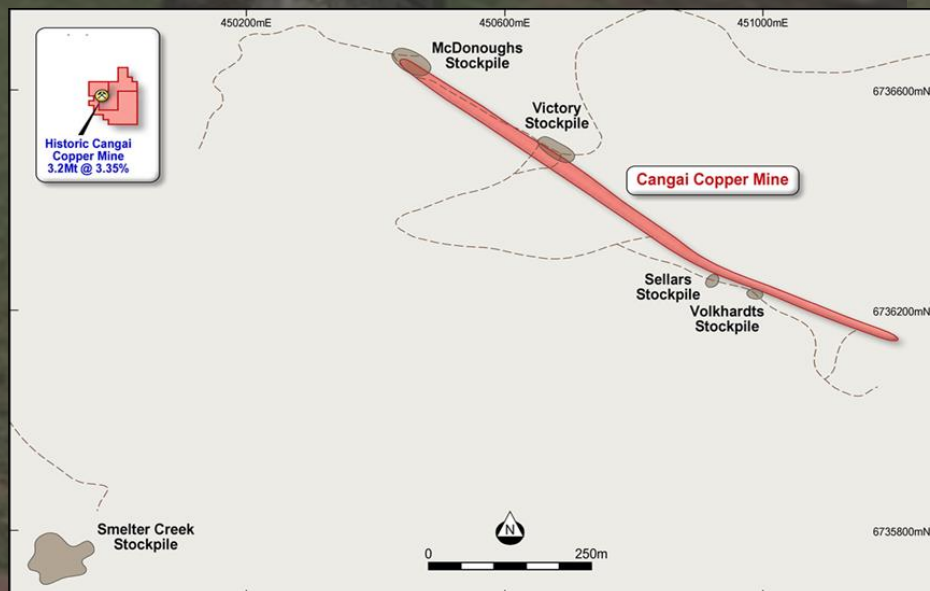 450200mE
450600mE
451000mE
McDonoughs
Stockpile
6736600mN
Victory
Stockpile
Historic Cangai
Copper Mine
3.2Mt @ 3.35%
Cangai Copper Mine
Sellars
Stockpile
Volkhardts
Stockpile
6736200mN
Smelter Creek
Stockpile
N
0
250m
6735800mN